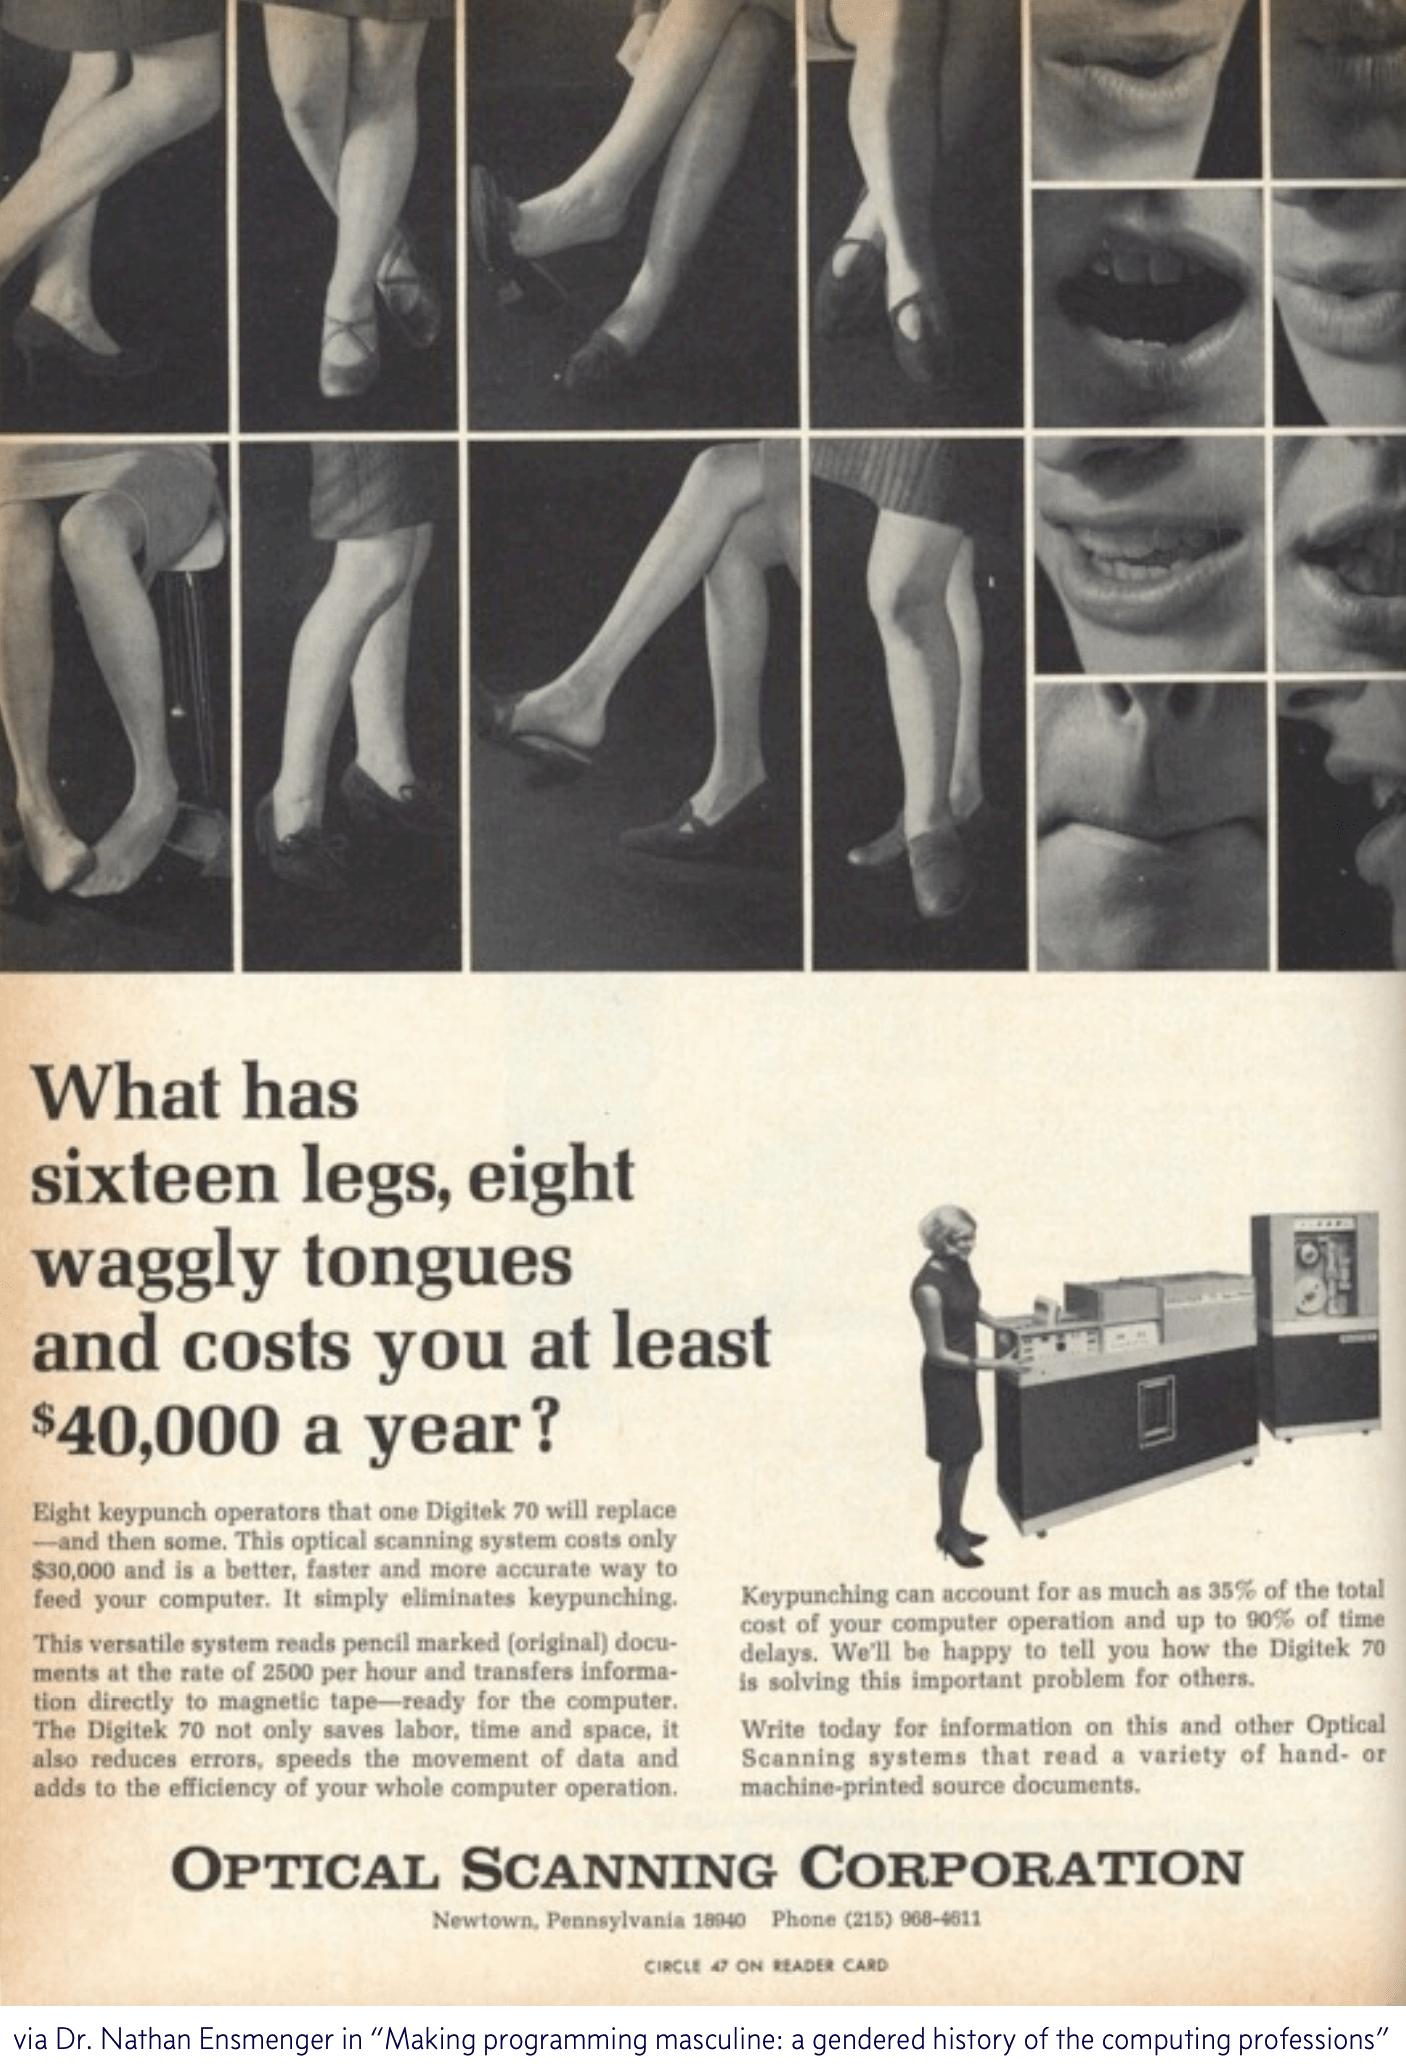 What has
sixteen legs, eight
waggly tongues
and costs you at least
$40,000 a year?
Eight keypunch operators that one Digitek 70 will replace
—and then some. This optical scanning system costs only
$30,000 and is a better, faster and more accurate way to
feed your computer. It simply eliminates keypunching.
This versatile system reads pencil marked (original) docu-
ments at the rate of 2500 per hour and transfers informa-
tion directly to magnetic tape—ready for the computer.
The Digitek 70 not only saves labor, time and space, it
also reduces errors, speeds the movement of data and
adds to the efficiency of your whole computer operation.
Keypunching can account for as much as 35% of the total
cost of your computer operation and up to 90% of time
delays. We'll be happy to tell you how the Digitek 70
is solving this important problem for others.
Write today for information on this and other Optical
Scanning systems that read a variety of hand- or
machine-printed source documents.
OPTICAL SCANNING CORPORATION
Newtown, Pennsylvania 18940 Phone (215) 968-4611
CIRCLE 47 ON READER CARD
via Dr. Nathan Ensmenger in “Making programming masculine: a gendered history of the computing professions”